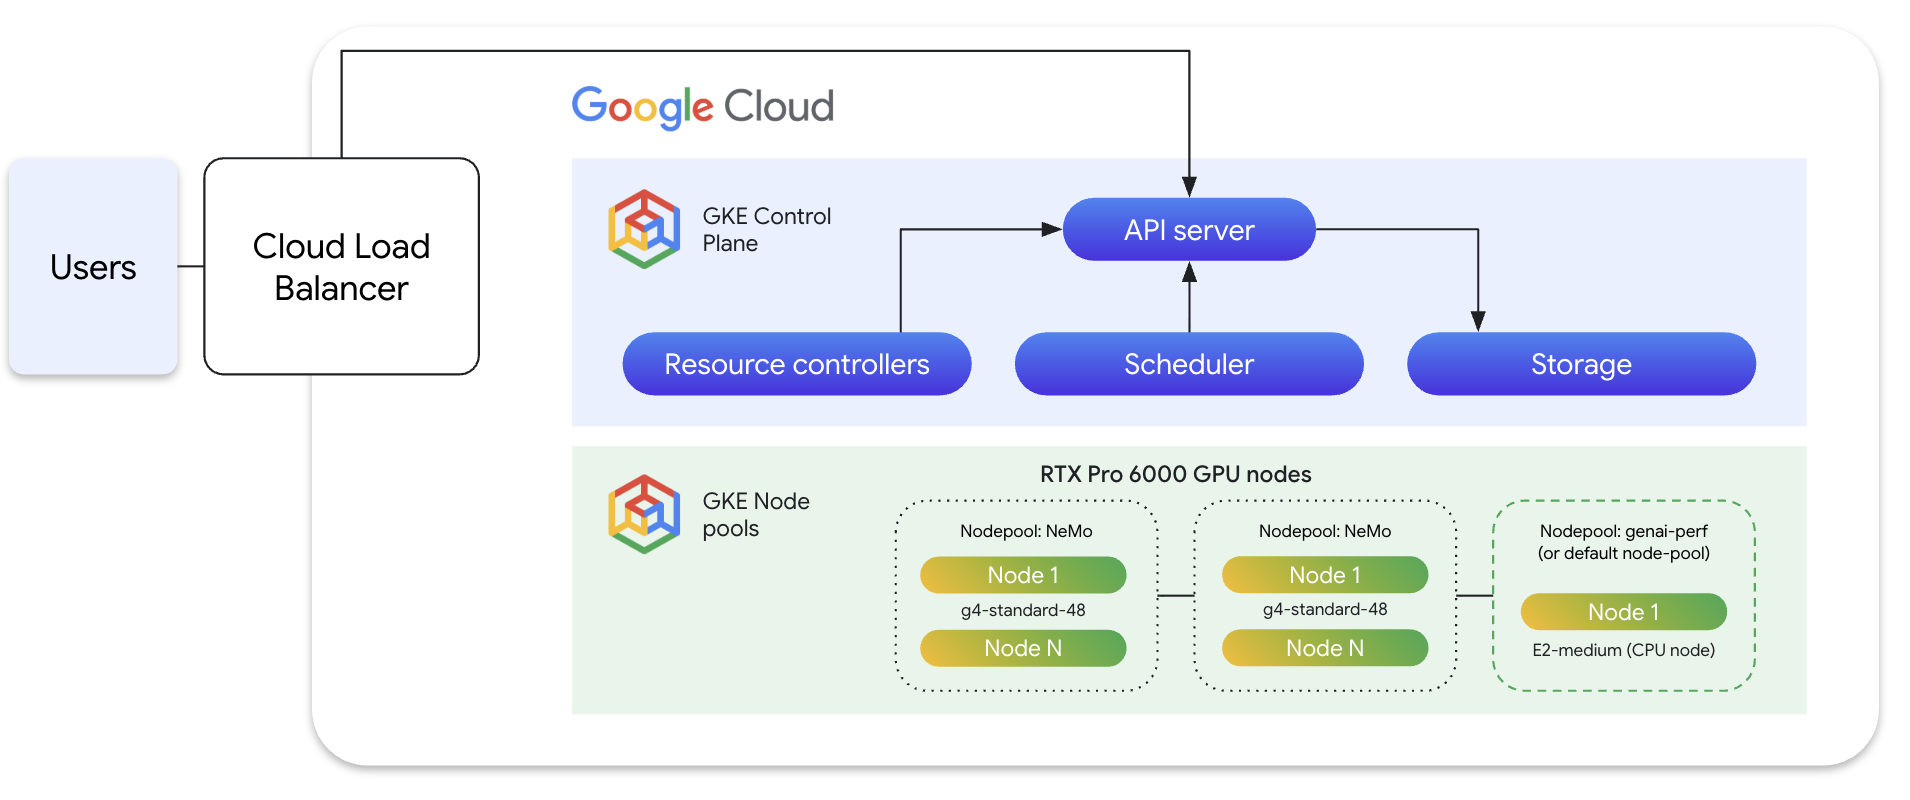 Google Cloud
Users
Cloud Load
Balancer
GKE Control
Plane
API server
Resource controllers
Scheduler
Storage
GKE Node
pools
RTX Pro 6000 GPU nodes
Nodepool: NeMo
Node 1
g4-standard-48
Node N
Nodepool: NeMo
Node 1
g4-standard-48
Node N
Nodepool: genai-perf
(or default node-pool)
Node 1
E2-medium (CPU node)